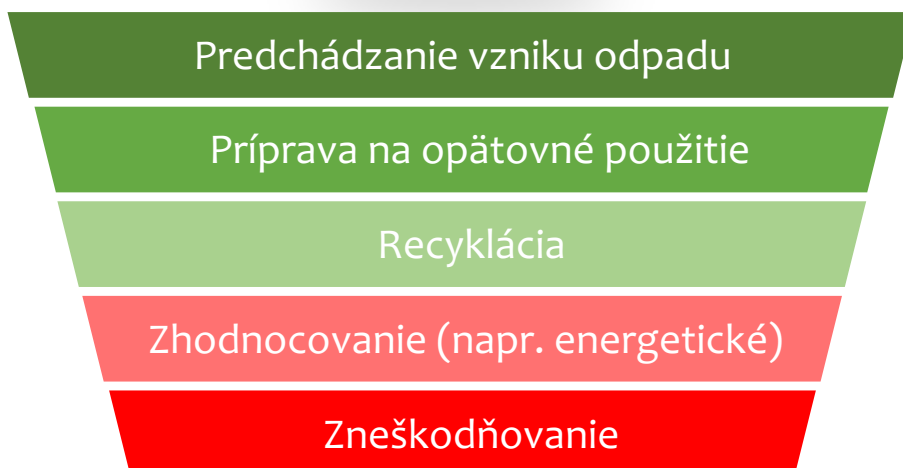 Predchádzanie vzniku odpadu
Príprava na opätovné použitie
Recyklácia
Zhodnocovanie (napr. energetické)
Zneškodňovanie